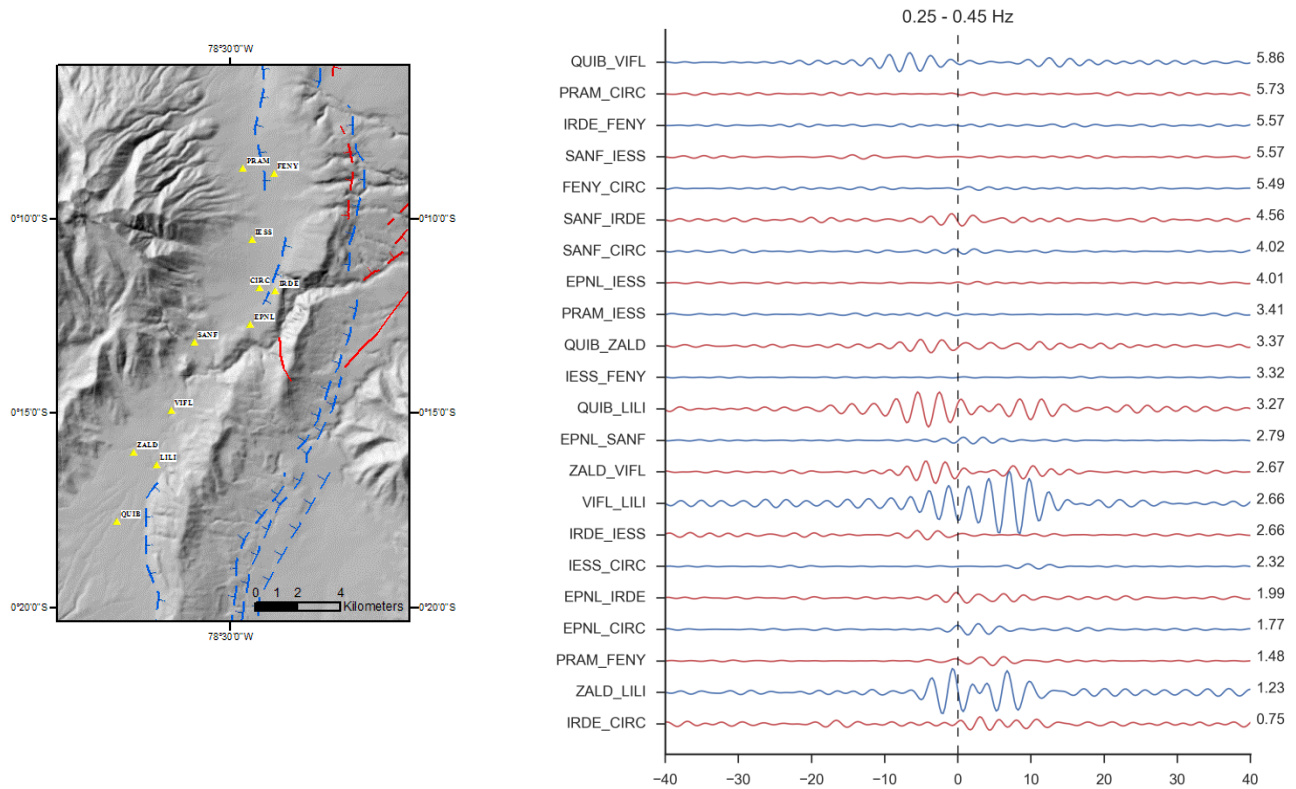 78°30'0"W
PRAM
FENY
0°10'0"S
0°10'0"S
IESS
CIRC
IRDE
EPNL
SANF
0°15'0"S
0°15'0"S
VIFL
ZALD
LILI
QUIB
0 1 2 4
Kilometers
0°20'0"S
0°20'0"S
78°30'0"W
0.25 - 0.45 Hz
QUIB_VIFL 5.86
PRAM_CIRC 5.73
IRDE_FENY 5.57
SANF_IESS 5.57
FENY_CIRC 5.49
SANF_IRDE 4.56
SANF_CIRC 4.02
EPNL_IESS 4.01
PRAM_IESS 3.41
QUIB_ZALD 3.37
IESS_FENY 3.32
QUIB_LILI 3.27
EPNL_SANF 2.79
ZALD_VIFL 2.67
VIFL_LILI 2.66
IRDE_IESS 2.66
IESS_CIRC 2.32
EPNL_IRDE 1.99
EPNL_CIRC 1.77
PRAM_FENY 1.48
ZALD_LILI 1.23
IRDE_CIRC 0.75
−40 −30 −20 −10 0 10 20 30 40